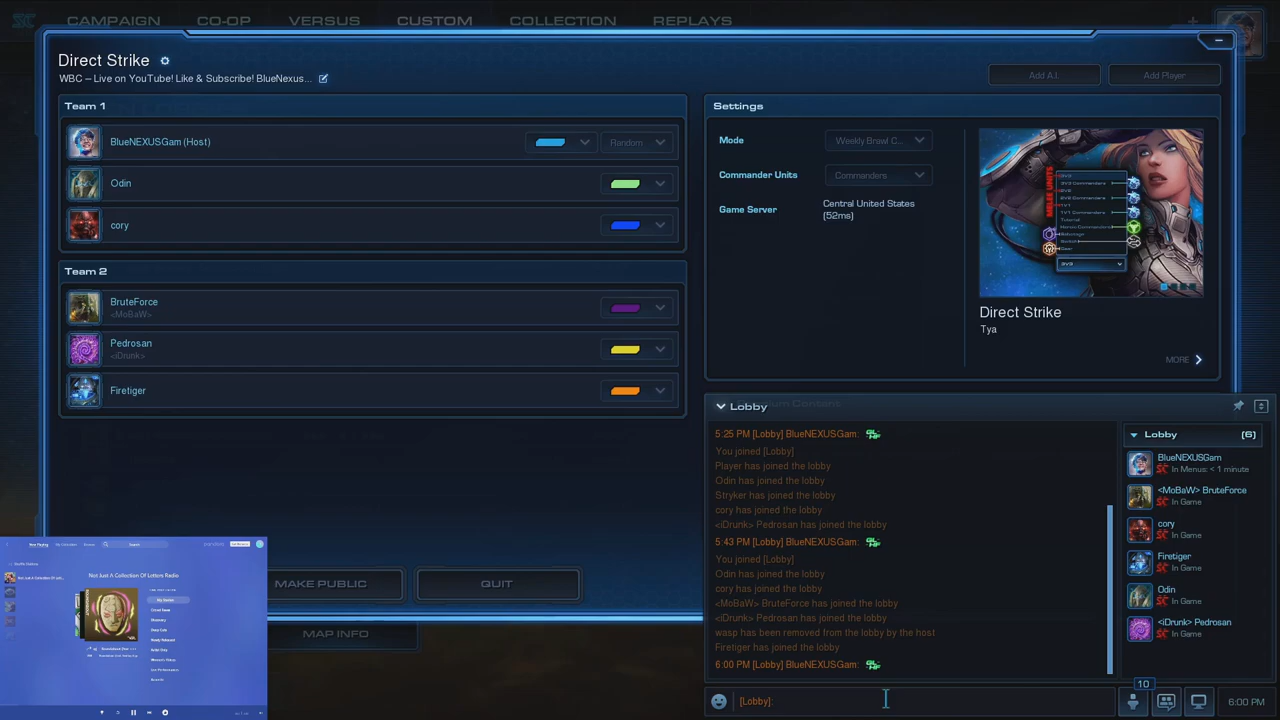 CAMPAIGN CO-OP VERSUS CUSTOM COLLECTION REPLAYS
Direct Strike
WBC – Live on YouTube! Like & Subscribe! BlueNexus...
Add A.I. Add Player
Team 1
BlueNEXUSGam (Host) Random
Odin
cory
Team 2
BruteForce
<MoBaW>
Pedrosan
<iDrunk>
Firetiger
Settings
Mode Weekly Brawl C...
Commander Units Commanders
Game Server Central United States
(52ms)
Direct Strike
Tya
MORE
Lobby
5:25 PM [Lobby] BlueNEXUSGam:
You joined [Lobby]
Player has joined the lobby
Odin has joined the lobby
Stryker has joined the lobby
cory has joined the lobby
<iDrunk> Pedrosan has joined the lobby
5:43 PM [Lobby] BlueNEXUSGam:
You joined [Lobby]
Odin has joined the lobby
cory has joined the lobby
<MoBaW> BruteForce has joined the lobby
<iDrunk> Pedrosan has joined the lobby
wasp has been removed from the lobby by the host
Firetiger has joined the lobby
6:00 PM [Lobby] BlueNEXUSGam:
[Lobby]:
Lobby (6)
BlueNEXUSGam
In Menus: < 1 minute
<MoBaW> BruteForce
In Game
cory
In Game
Firetiger
In Game
Odin
In Game
<iDrunk> Pedrosan
In Game
10
6:00 PM
MAKE PUBLIC QUIT
MAP INFO
Not Just A Collection Of Letters Radio